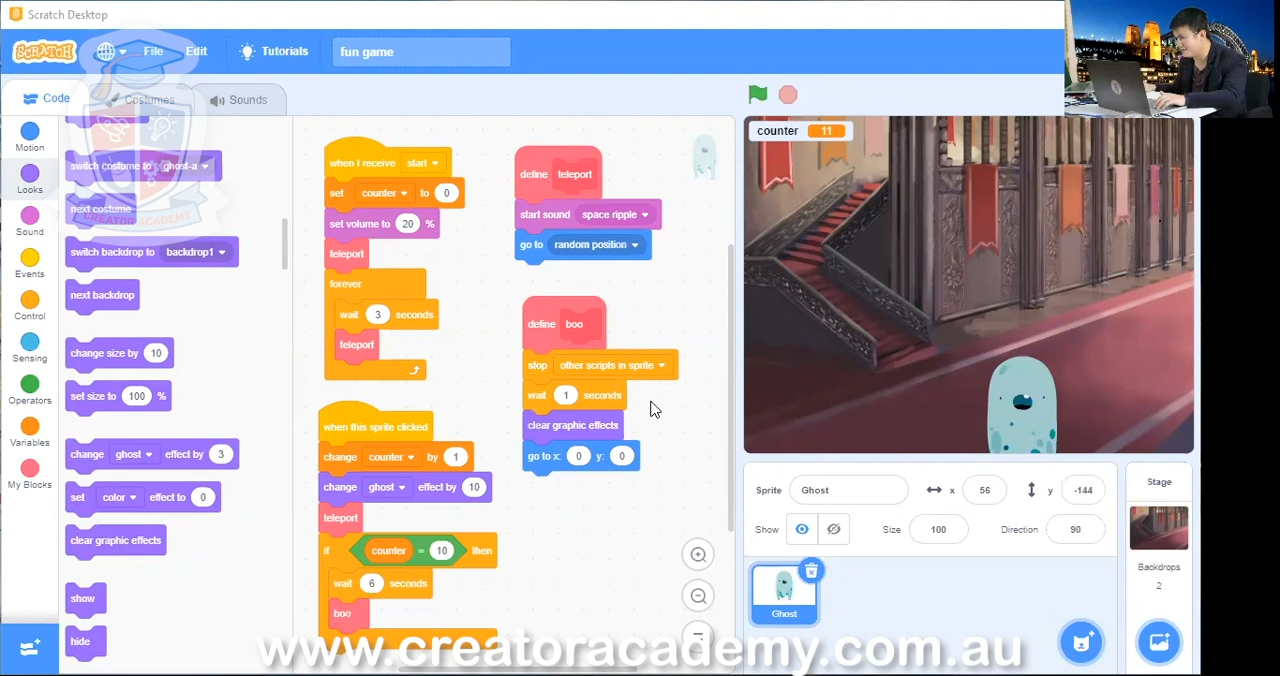 Scratch Desktop
SCRATCH
File
Edit
Tutorials
fun game
Code
Costumes
Sounds
Motion
Looks
Sound
Events
Control
Sensing
Operators
Variables
My Blocks
switch costume to ghost-a
next costume
switch backdrop to backdrop1
next backdrop
change size by 10
set size to 100 %
change ghost effect by 3
set color effect to 0
clear graphic effects
show
hide
CREATOR ACADEMY
when I receive start
set counter to 0
set volume to 20 %
teleport
forever
wait 3 seconds
teleport
when this sprite clicked
change counter by 1
change ghost effect by 10
teleport
if counter = 10 then
wait 6 seconds
boo
define teleport
start sound space ripple
go to random position
define boo
stop other scripts in sprite
wait 1 seconds
clear graphic effects
go to x: 0 y: 0
counter 11
Sprite Ghost x 56 y -144
Show Size 100 Direction 90
Ghost
Stage
Backdrops
2
www.creatoracademy.com.au